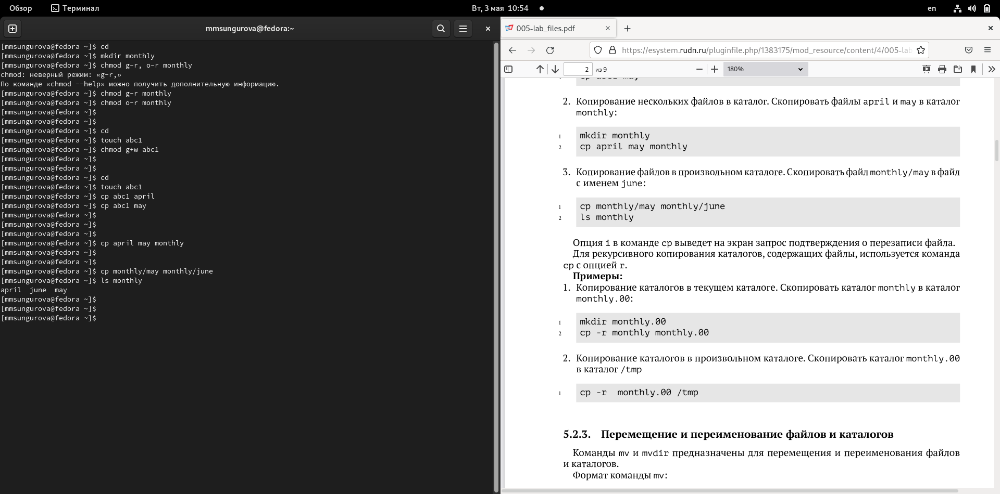 Обзор
Терминал
Вт, 3 мая 10:54
en
mmsungurova@fedora:~
[mmsungurova@fedora ~]$ cd
[mmsungurova@fedora ~]$ mkdir monthly
[mmsungurova@fedora ~]$ chmod g-r, o-r monthly
chmod: неверный режим: «g-r,»
По команде «chmod --help» можно получить дополнительную информацию.
[mmsungurova@fedora ~]$ chmod g-r monthly
[mmsungurova@fedora ~]$ chmod o-r monthly
[mmsungurova@fedora ~]$
[mmsungurova@fedora ~]$
[mmsungurova@fedora ~]$ cd
[mmsungurova@fedora ~]$ touch abc1
[mmsungurova@fedora ~]$ chmod g+w abc1
[mmsungurova@fedora ~]$
[mmsungurova@fedora ~]$
[mmsungurova@fedora ~]$ cd
[mmsungurova@fedora ~]$ touch abc1
[mmsungurova@fedora ~]$ cp abc1 april
[mmsungurova@fedora ~]$ cp abc1 may
[mmsungurova@fedora ~]$
[mmsungurova@fedora ~]$
[mmsungurova@fedora ~]$
[mmsungurova@fedora ~]$ cp april may monthly
[mmsungurova@fedora ~]$
[mmsungurova@fedora ~]$
[mmsungurova@fedora ~]$ cp monthly/may monthly/june
[mmsungurova@fedora ~]$ ls monthly
april june may
[mmsungurova@fedora ~]$
[mmsungurova@fedora ~]$
[mmsungurova@fedora ~]$
005-lab_files.pdf
https://esystem.rudn.ru/pluginfile.php/1383175/mod_resource/content/4/005-lab
2 из 9
180%
2. Копирование нескольких файлов в каталог. Скопировать файлы april и may в каталог
monthly:
1 mkdir monthly
2 cp april may monthly
3. Копирование файлов в произвольном каталоге. Скопировать файл monthly/may в файл
с именем june:
1 cp monthly/may monthly/june
2 ls monthly
Опция i в команде cp выведет на экран запрос подтверждения о перезаписи файла.
Для рекурсивного копирования каталогов, содержащих файлы, используется команда
cp с опцией r.
Примеры:
1. Копирование каталогов в текущем каталоге. Скопировать каталог monthly в каталог
monthly.00:
1 mkdir monthly.00
2 cp -r monthly monthly.00
2. Копирование каталогов в произвольном каталоге. Скопировать каталог monthly.00
в каталог /tmp
1 cp -r monthly.00 /tmp
5.2.3. Перемещение и переименование файлов и каталогов
Команды mv и mvdir предназначены для перемещения и переименования файлов
и каталогов.
Формат команды mv: